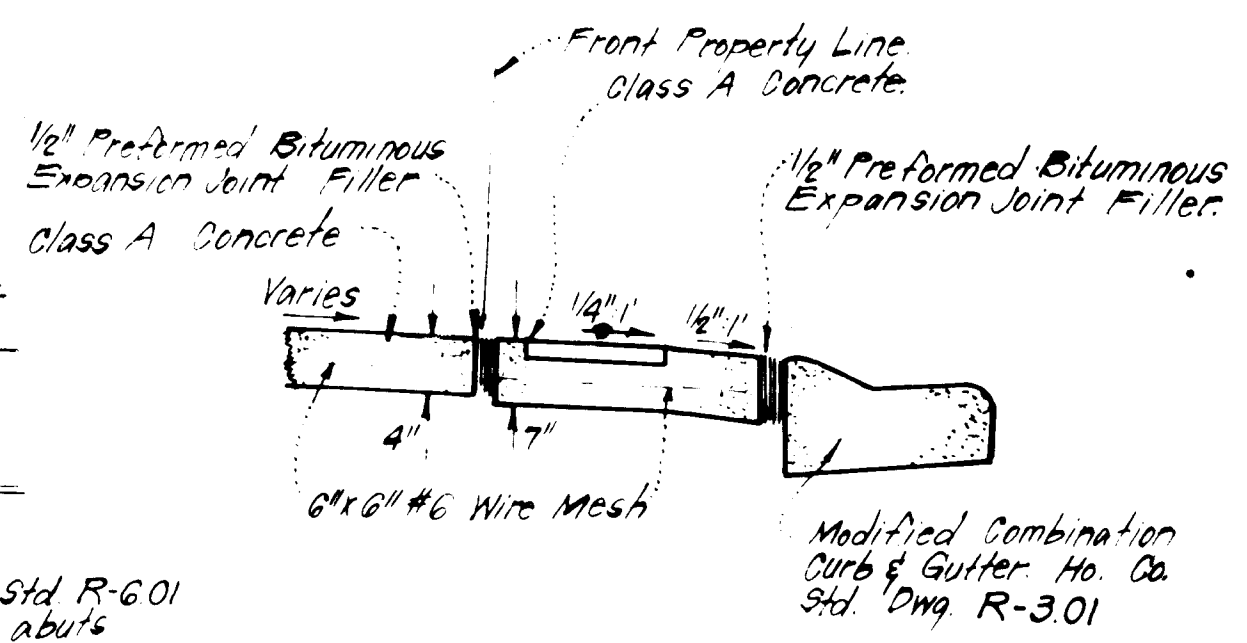 Front Property Line.
Class A Concrete.
1/2" Preformed Bituminous
Expansion Joint Filler
1/2" Preformed Bituminous
Expansion Joint Filler.
Class A Concrete
Varies
1/4":1'
1/2":1'
4"
7"
6"x6" #6 Wire Mesh
Modified Combination
Curb & Gutter. Ho. Co.
Std. Dwg. R-3.01
Std. R-6.01
abuts